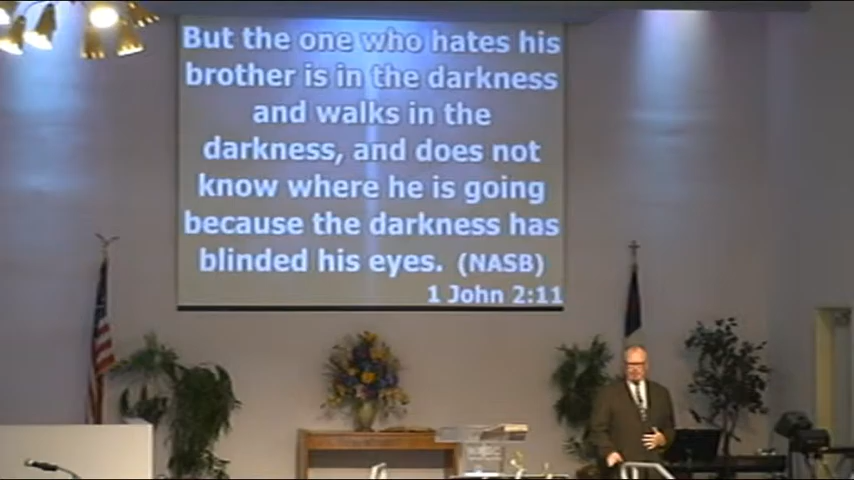 But the one who hates his
brother is in the darkness
and walks in the
darkness, and does not
know where he is going
because the darkness has
blinded his eyes. (NASB)
1 John 2:11